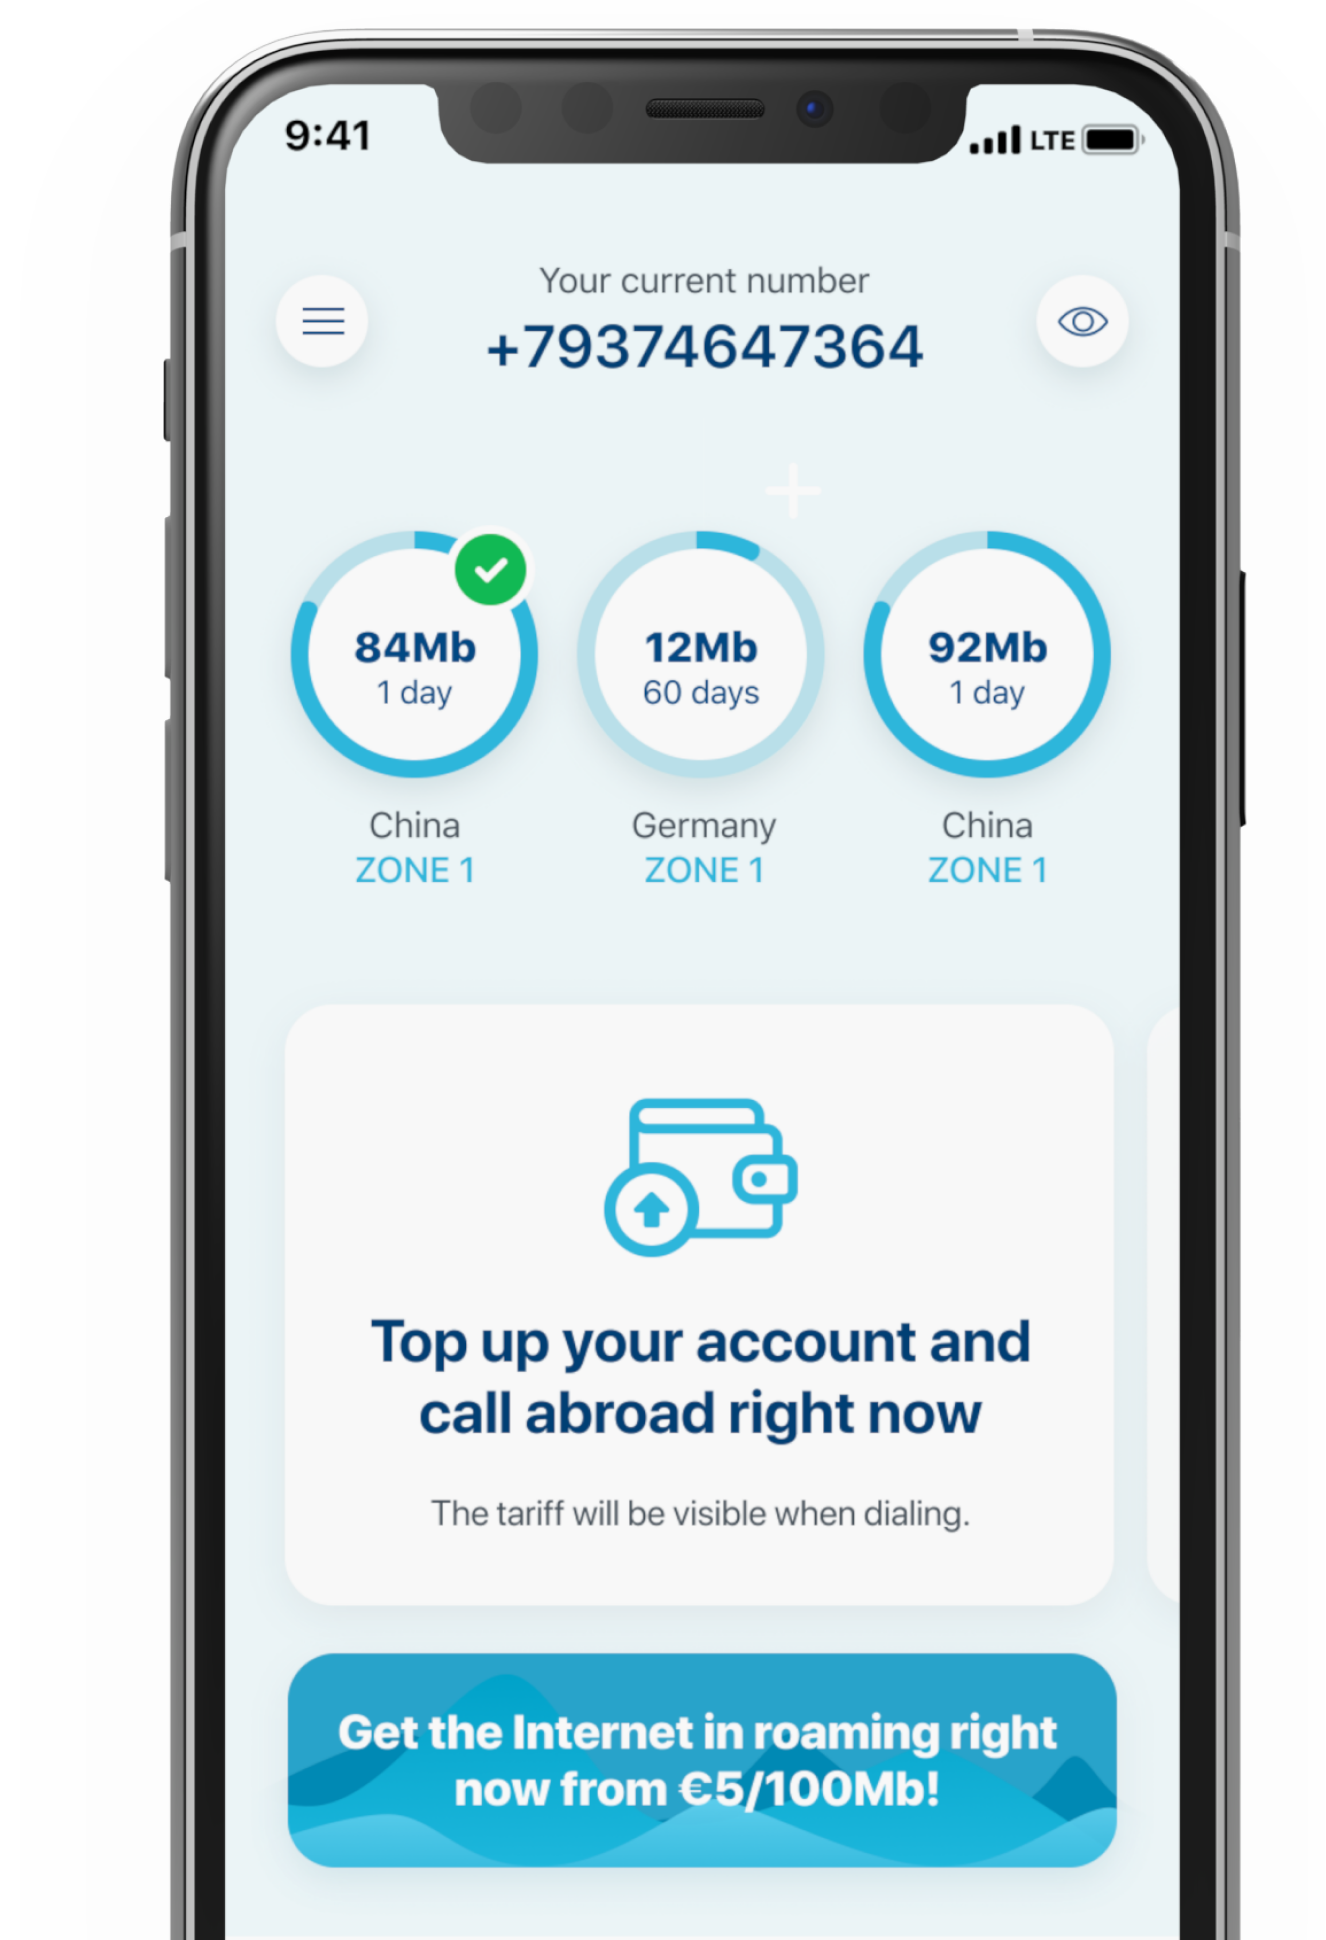 9:41
LTE
Your current number
+79374647364
84Mb
1 day
12Mb
60 days
92Mb
1 day
China
ZONE 1
Germany
ZONE 1
China
ZONE 1
Top up your account and
call abroad right now
The tariff will be visible when dialing.
Get the Internet in roaming right
now from €5/100Mb!